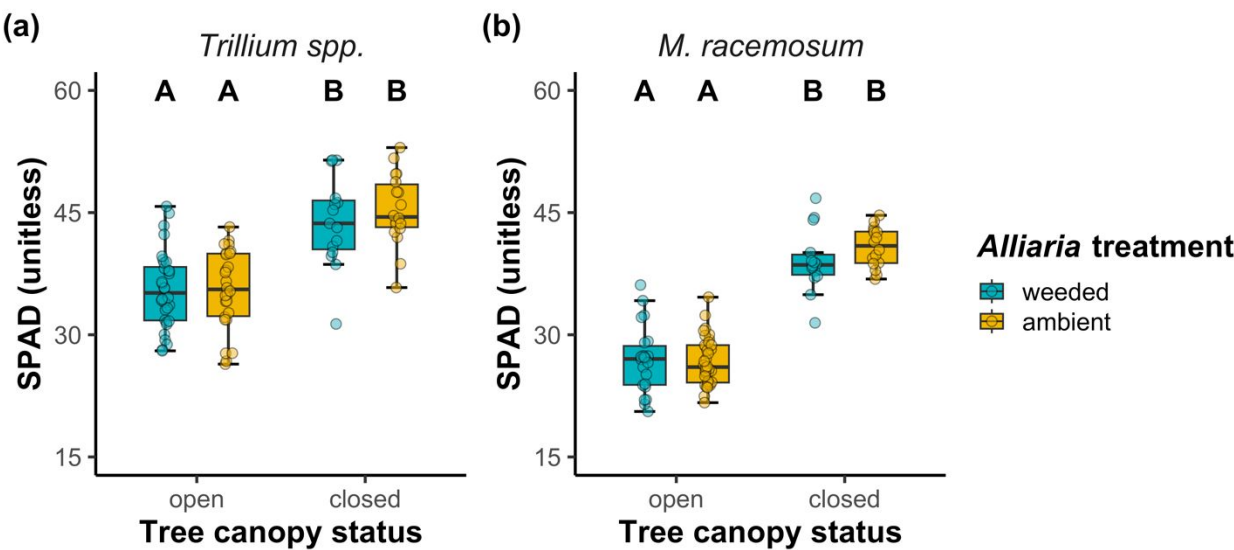 (a)
Trillium spp.
60
A A B B
45
30
15
SPAD (unitless)
open closed
Tree canopy status
(b)
M. racemosum
60
A A B B
45
30
15
SPAD (unitless)
open closed
Tree canopy status
Alliaria treatment
weeded
ambient